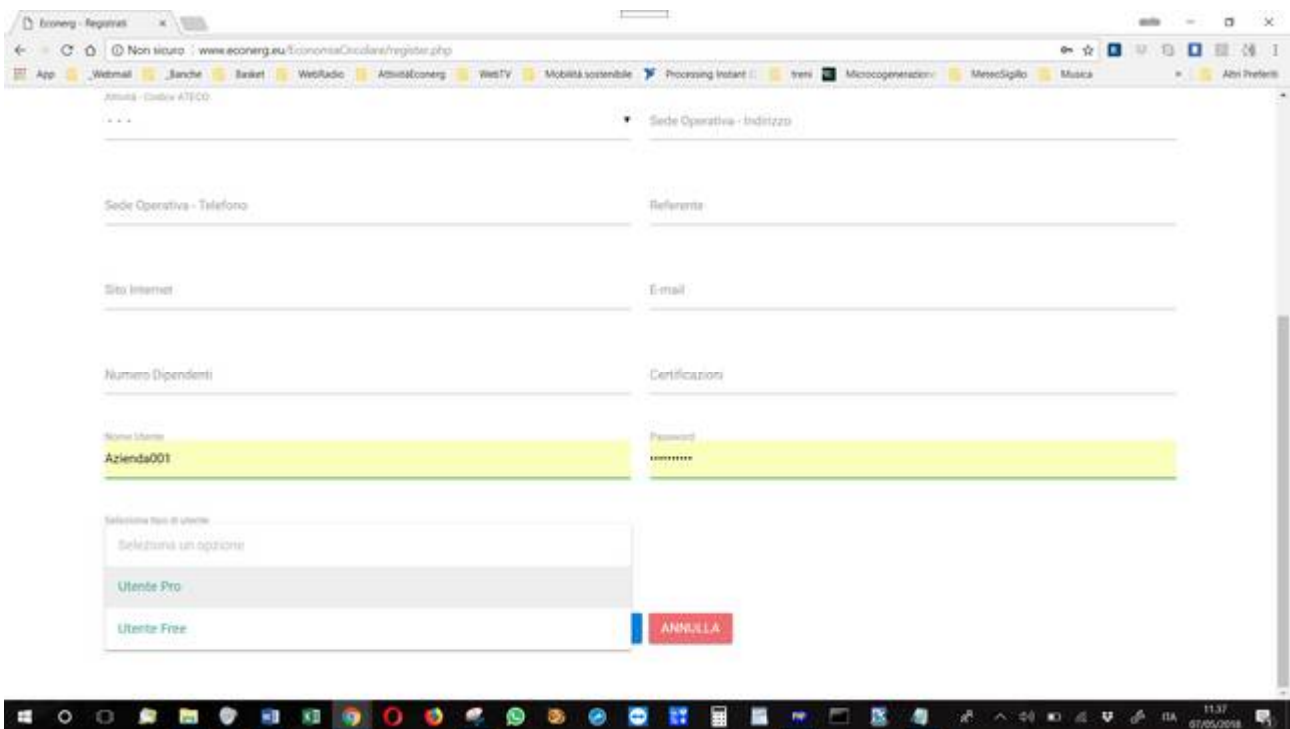 Econerg - Registrati
Non sicuro | www.econerg.eu/EconomiaCircolare/register.php
App _Webmail _Banche Basket WebRadio AttivitàEconerg WebTV Mobilità sostenibile Processing Instant treni Microcogenerazion MeteoSigillo Musica » Altri Preferiti
Attività - Codice ATECO
- - -
Sede Operativa - Indirizzo
Sede Operativa - Telefono
Referente
Sito Internet
E-mail
Numero Dipendenti
Certificazioni
Nome Utente
Azienda001
Password
••••••••••
Seleziona tipo di utente
Seleziona un opzione
Utente Pro
Utente Free
ANNULLA
ITA
11:37
07/05/2018